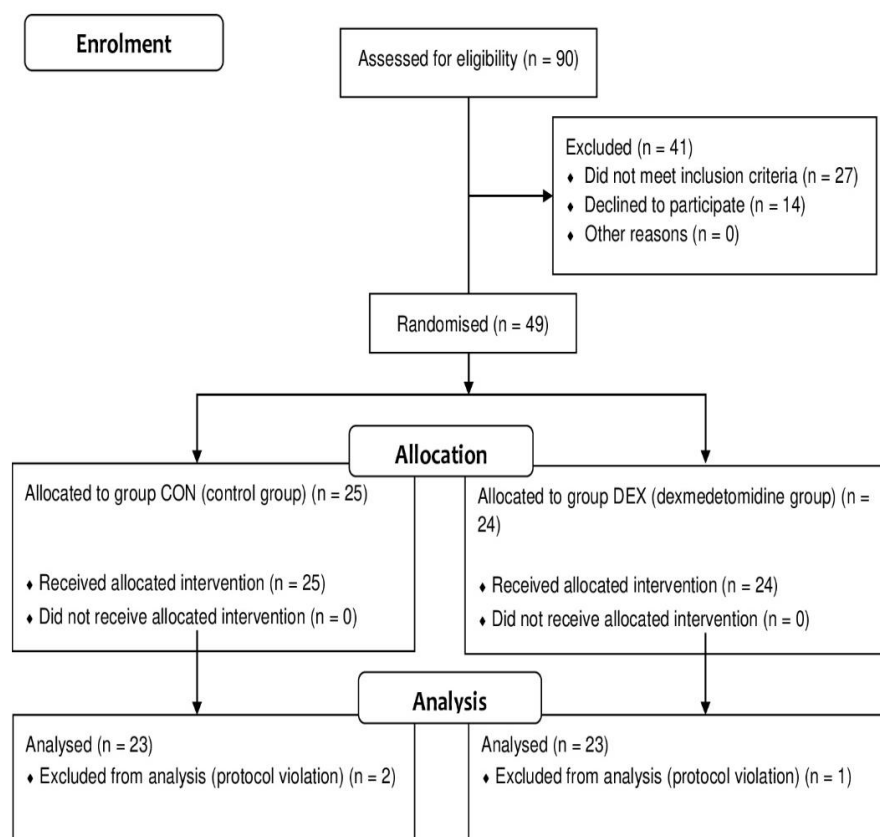 Enrolment
Assessed for eligibility (n = 90)
Excluded (n = 41)
♦ Did not meet inclusion criteria (n = 27)
♦ Declined to participate (n = 14)
♦ Other reasons (n = 0)
Randomised (n = 49)
Allocation
Allocated to group CON (control group) (n = 25)
♦ Received allocated intervention (n = 25)
♦ Did not receive allocated intervention (n = 0)
Allocated to group DEX (dexmedetomidine group) (n =
24)
♦ Received allocated intervention (n = 24)
♦ Did not receive allocated intervention (n = 0)
Analysis
Analysed (n = 23)
♦ Excluded from analysis (protocol violation) (n = 2)
Analysed (n = 23)
♦ Excluded from analysis (protocol violation) (n = 1)